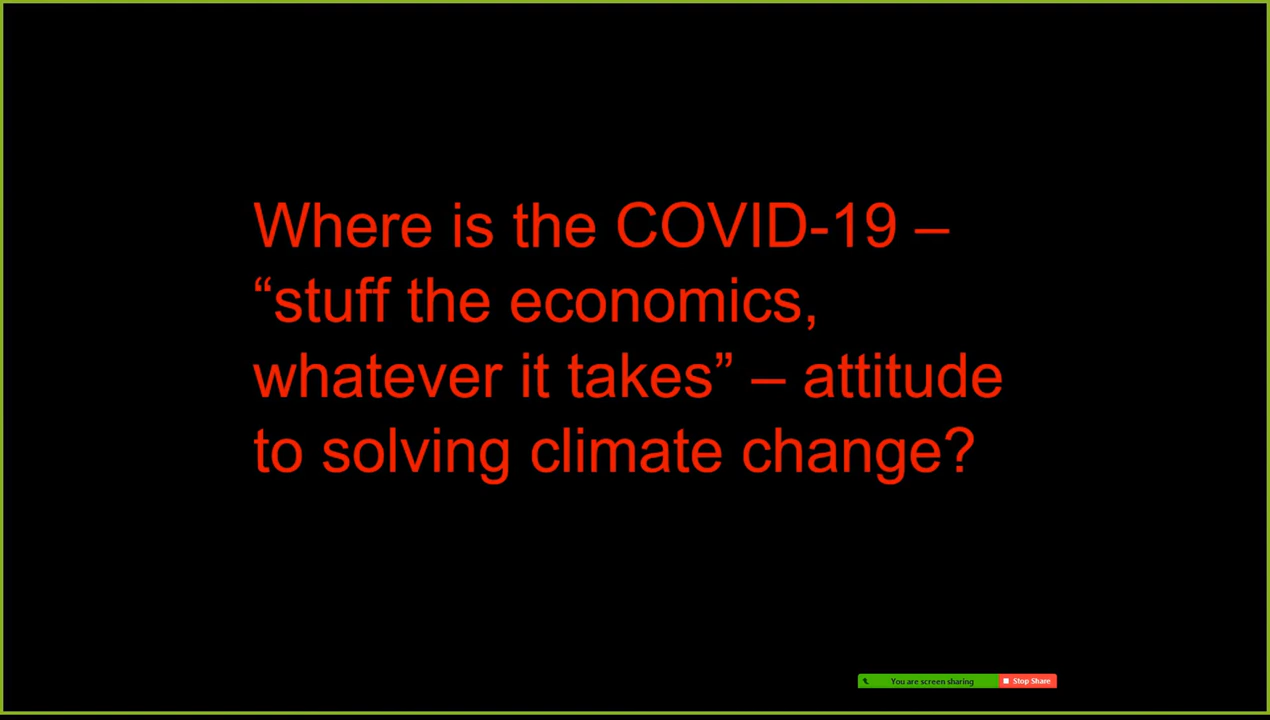 Where is the COVID-19 –
“stuff the economics,
whatever it takes” – attitude
to solving climate change?
You are screen sharing
Stop Share